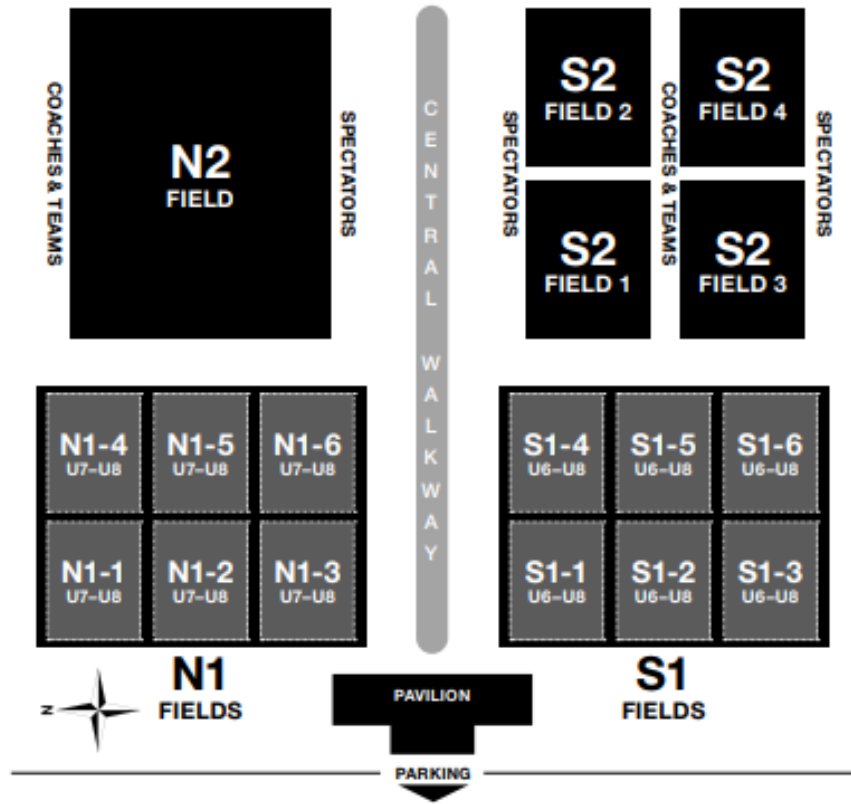 COACHES & TEAMS
N2
FIELD
SPECTATORS
CENTRAL WALKWAY
SPECTATORS
S2
FIELD 2
COACHES & TEAMS
S2
FIELD 4
SPECTATORS
S2
FIELD 1
S2
FIELD 3
N1-4
U7–U8
N1-5
U7–U8
N1-6
U7–U8
N1-1
U7–U8
N1-2
U7–U8
N1-3
U7–U8
N1
FIELDS
S1-4
U6–U8
S1-5
U6–U8
S1-6
U6–U8
S1-1
U6–U8
S1-2
U6–U8
S1-3
U6–U8
S1
FIELDS
N
PAVILION
PARKING